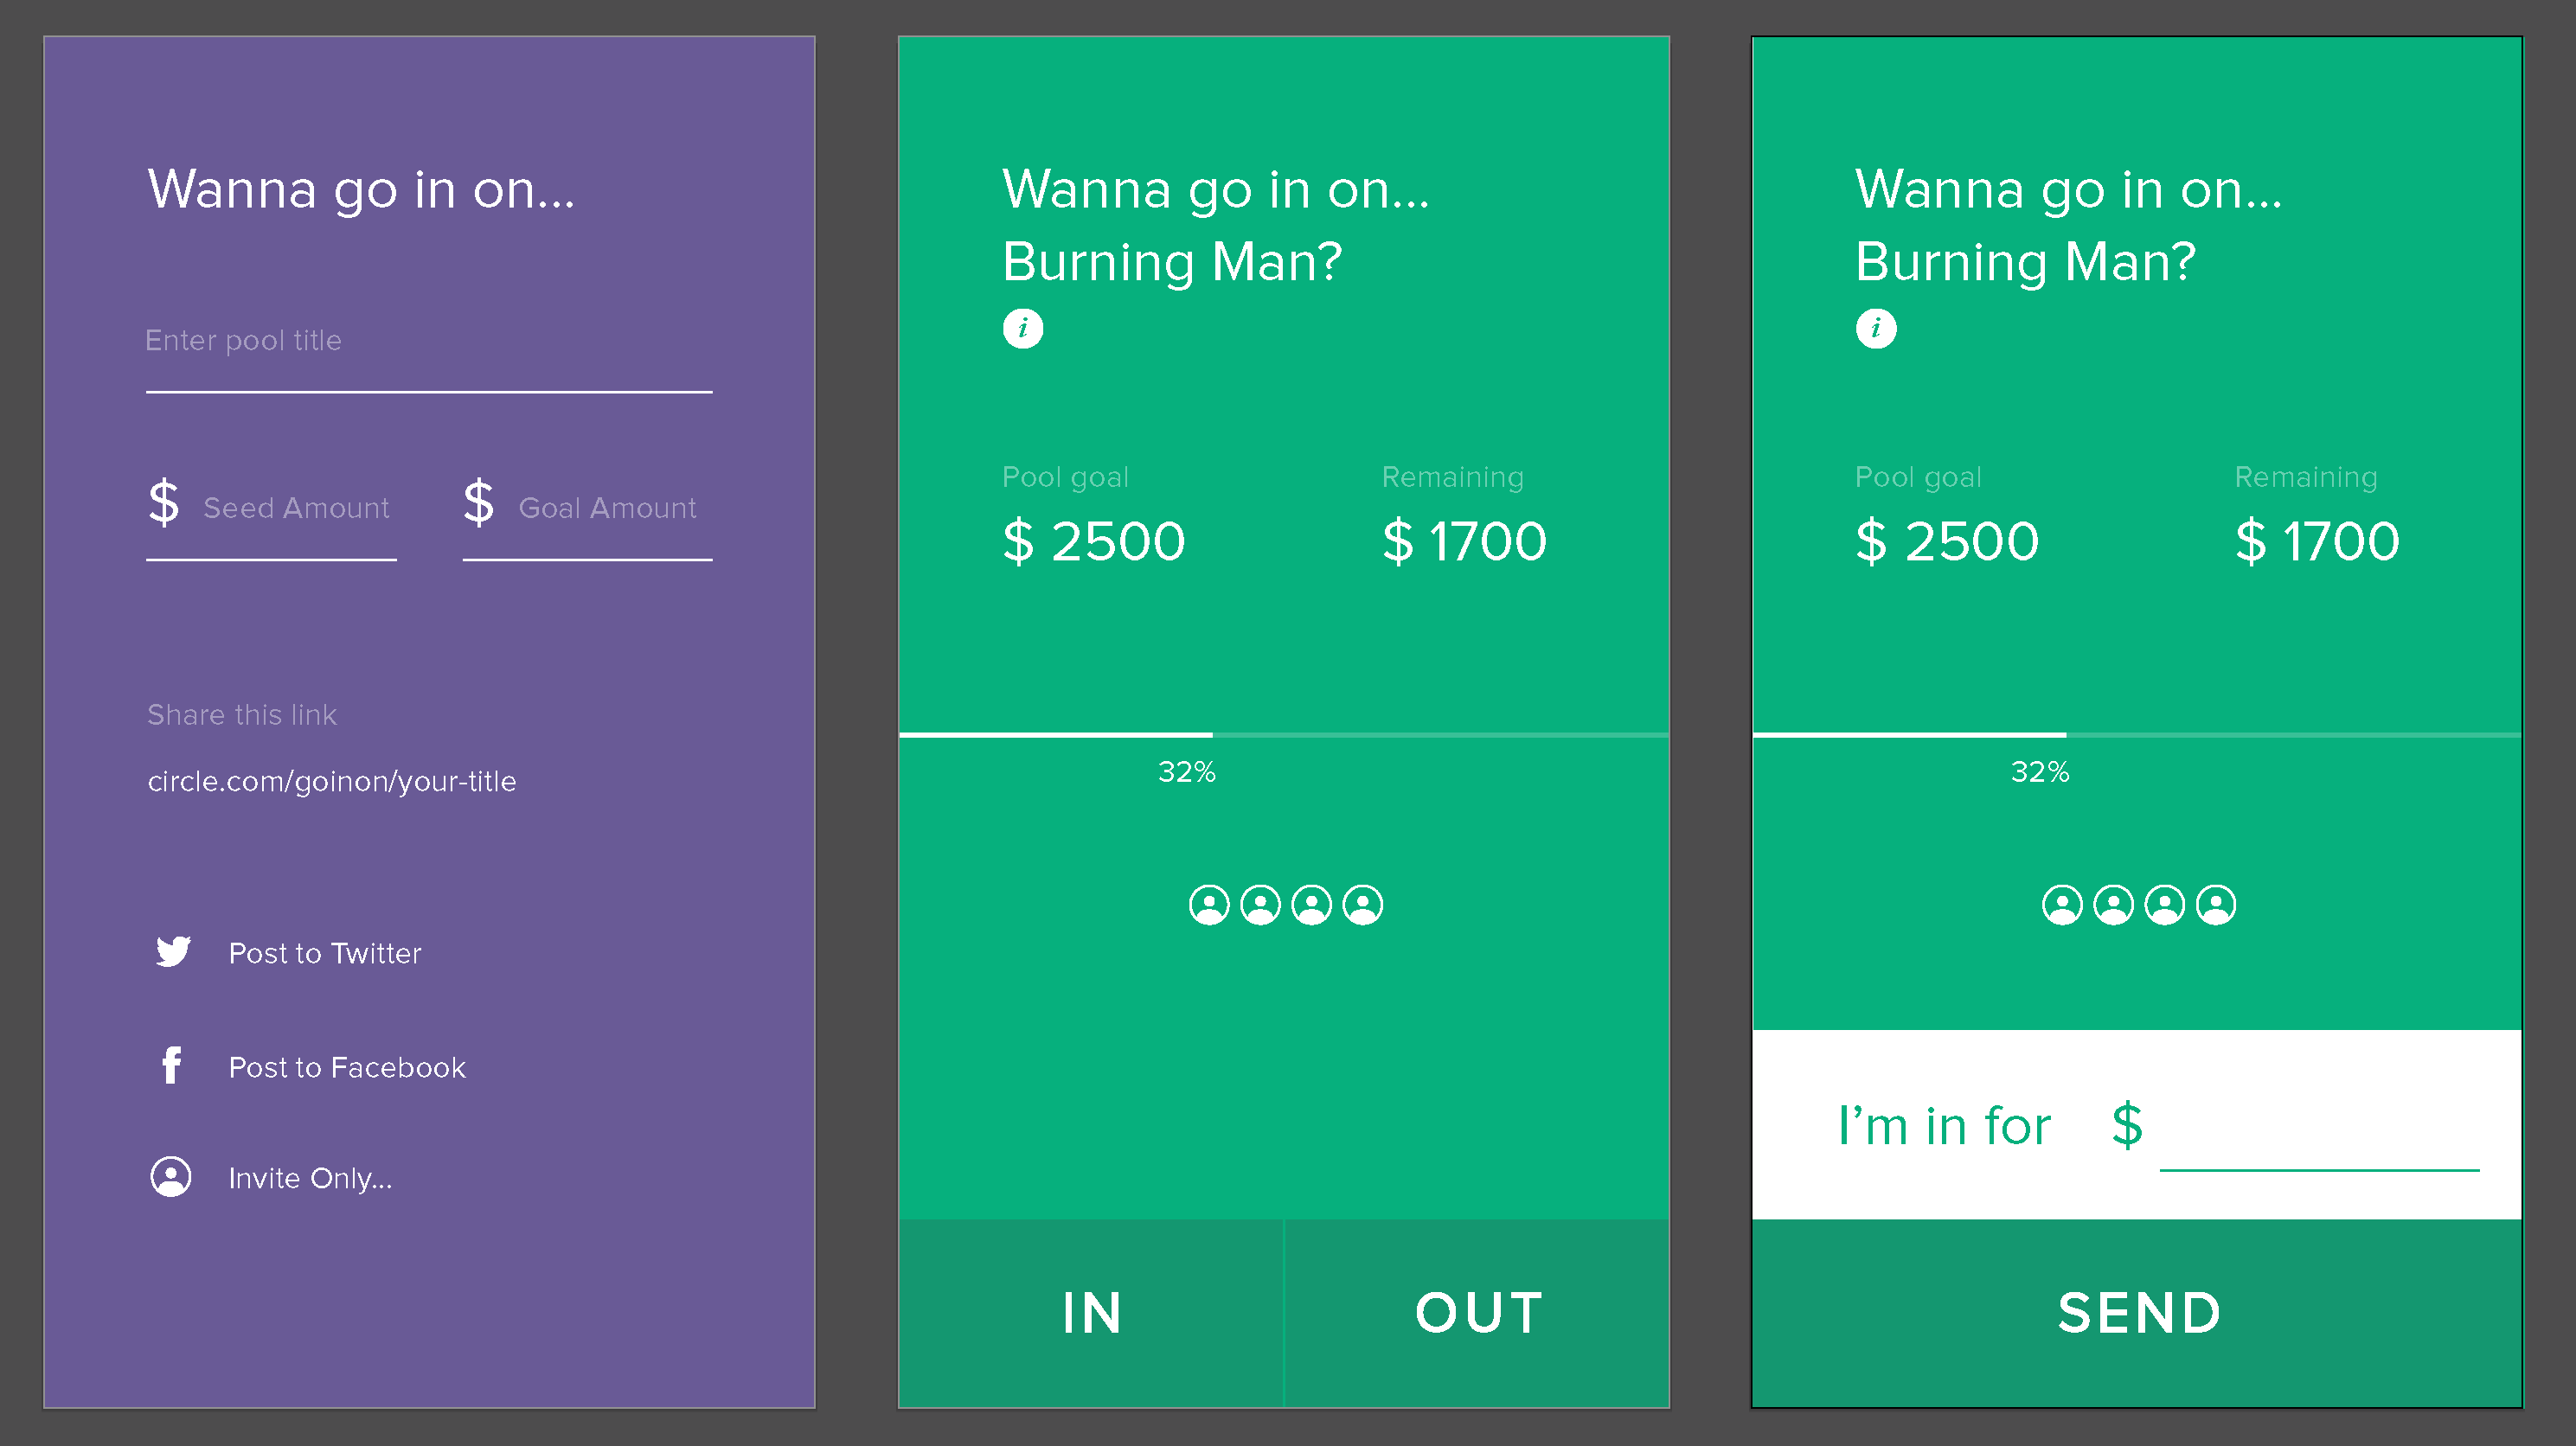 Wanna go in on...
Enter pool title
$ Seed Amount $ Goal Amount
Share this link
circle.com/goinon/your-title
Post to Twitter
f Post to Facebook
Invite Only...
Wanna go in on...
Burning Man?
i
Pool goal Remaining
$ 2500 $ 1700
32%
IN OUT
Wanna go in on...
Burning Man?
i
Pool goal Remaining
$ 2500 $ 1700
32%
I’m in for $
SEND